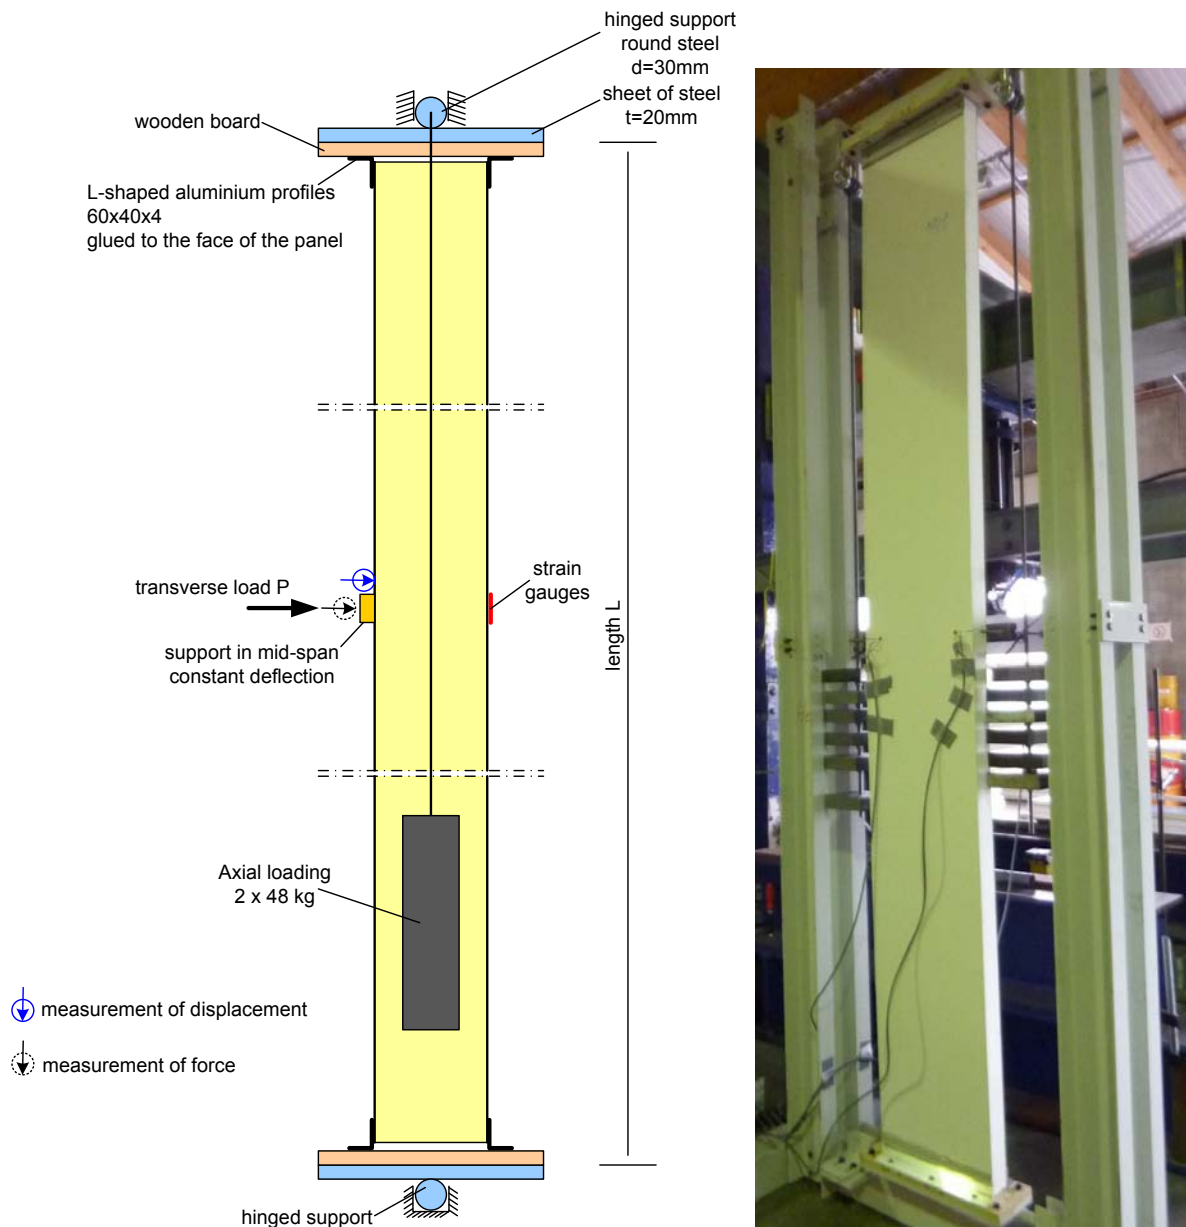 hinged support
round steel
d=30mm
sheet of steel
t=20mm
wooden board
L-shaped aluminium profiles
60x40x4
glued to the face of the panel
transverse load P
support in mid-span
constant deflection
strain
gauges
length L
Axial loading
2 x 48 kg
measurement of displacement
measurement of force
hinged support